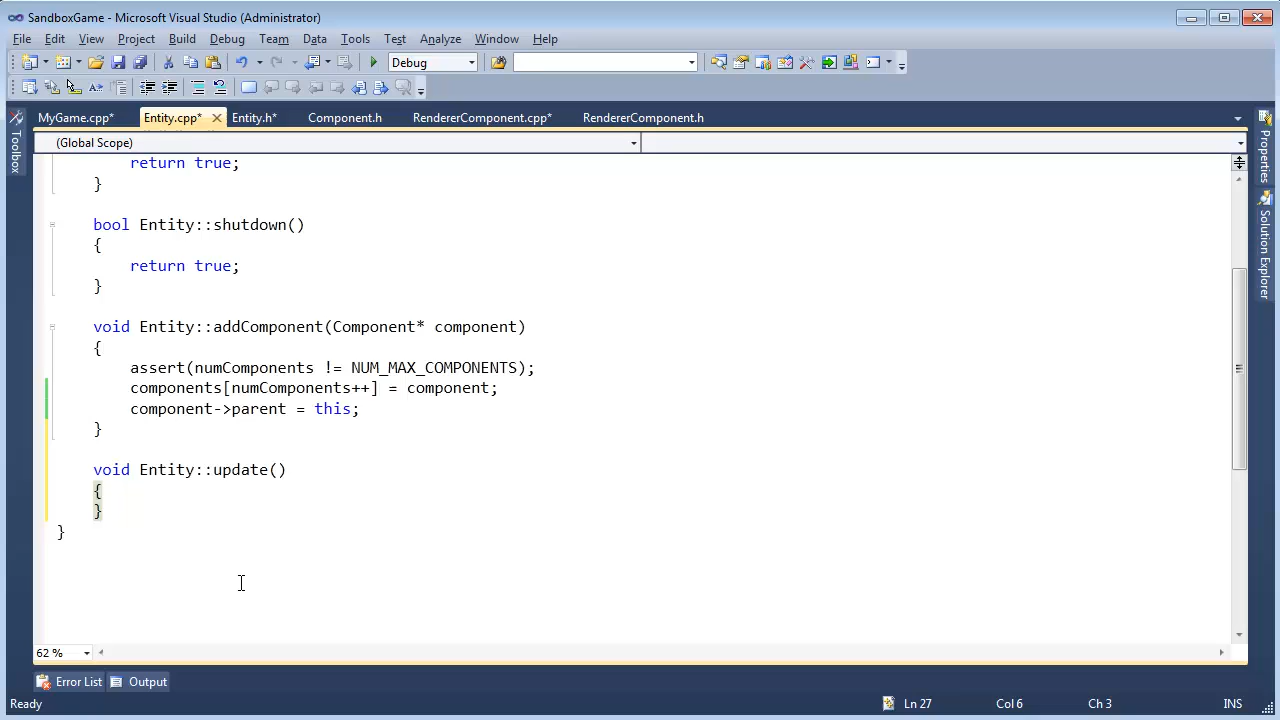 SandboxGame - Microsoft Visual Studio (Administrator)
File Edit View Project Build Debug Team Data Tools Test Analyze Window Help
Debug
MyGame.cpp* Entity.cpp* Entity.h* Component.h RendererComponent.cpp* RendererComponent.h
Toolbox
Properties
Solution Explorer
(Global Scope)
return true;
}
bool Entity::shutdown()
{
return true;
}
void Entity::addComponent(Component* component)
{
assert(numComponents != NUM_MAX_COMPONENTS);
components[numComponents++] = component;
component->parent = this;
}
void Entity::update()
{
}
}
62 %
Error List Output
Ready Ln 27 Col 6 Ch 3 INS